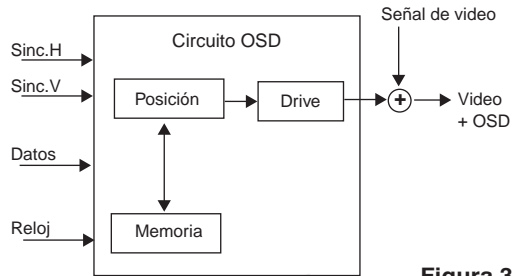 Señal de video
Circuito OSD
Sinc.H
Sinc.V
Posición
Drive
+
Video
+ OSD
Datos
Reloj
Memoria
Figura 3